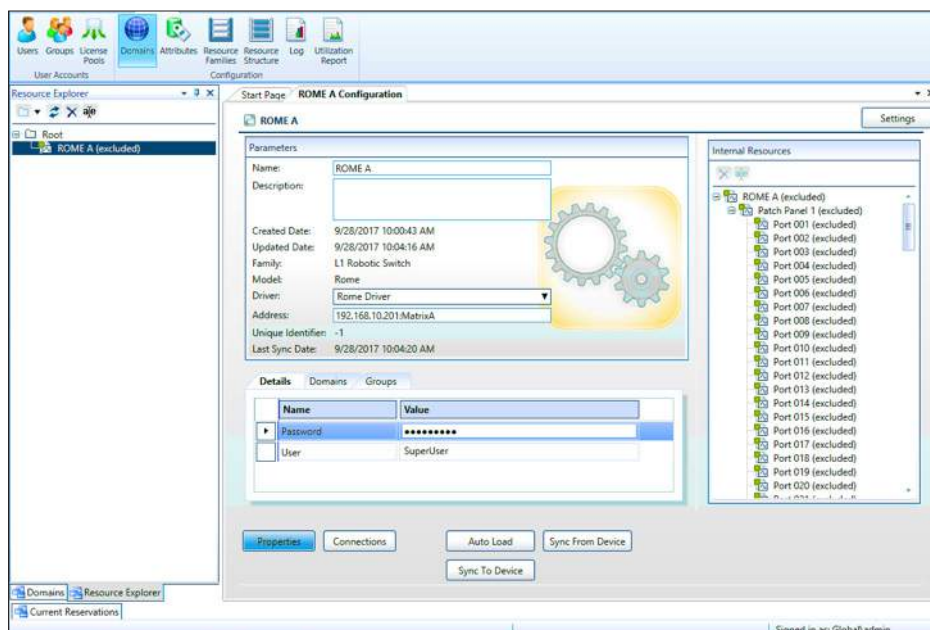 Users Groups License Pools Domains Attributes Resource Families Resource Structure Log Utilization Report
User Accounts Configuration
Resource Explorer
Root
ROME A (excluded)
Start Page ROME A Configuration
ROME A
Settings
Parameters
Name: ROME A
Description:
Created Date: 9/28/2017 10:00:43 AM
Updated Date: 9/28/2017 10:04:16 AM
Family: L1 Robotic Switch
Model: Rome
Driver: Rome Driver
Address: 192.168.10.201:MatrixA
Unique Identifier: -1
Last Sync Date: 9/28/2017 10:04:20 AM
Details Domains Groups
Name Value
Password •••••••••
User SuperUser
Properties Connections Auto Load Sync From Device
Sync To Device
Internal Resources
ROME A (excluded)
Patch Panel 1 (excluded)
Port 001 (excluded)
Port 002 (excluded)
Port 003 (excluded)
Port 004 (excluded)
Port 005 (excluded)
Port 006 (excluded)
Port 007 (excluded)
Port 008 (excluded)
Port 009 (excluded)
Port 010 (excluded)
Port 011 (excluded)
Port 012 (excluded)
Port 013 (excluded)
Port 014 (excluded)
Port 015 (excluded)
Port 016 (excluded)
Port 017 (excluded)
Port 018 (excluded)
Port 019 (excluded)
Port 020 (excluded)
Domains Resource Explorer
Current Reservations
Signed in as: Global\admin